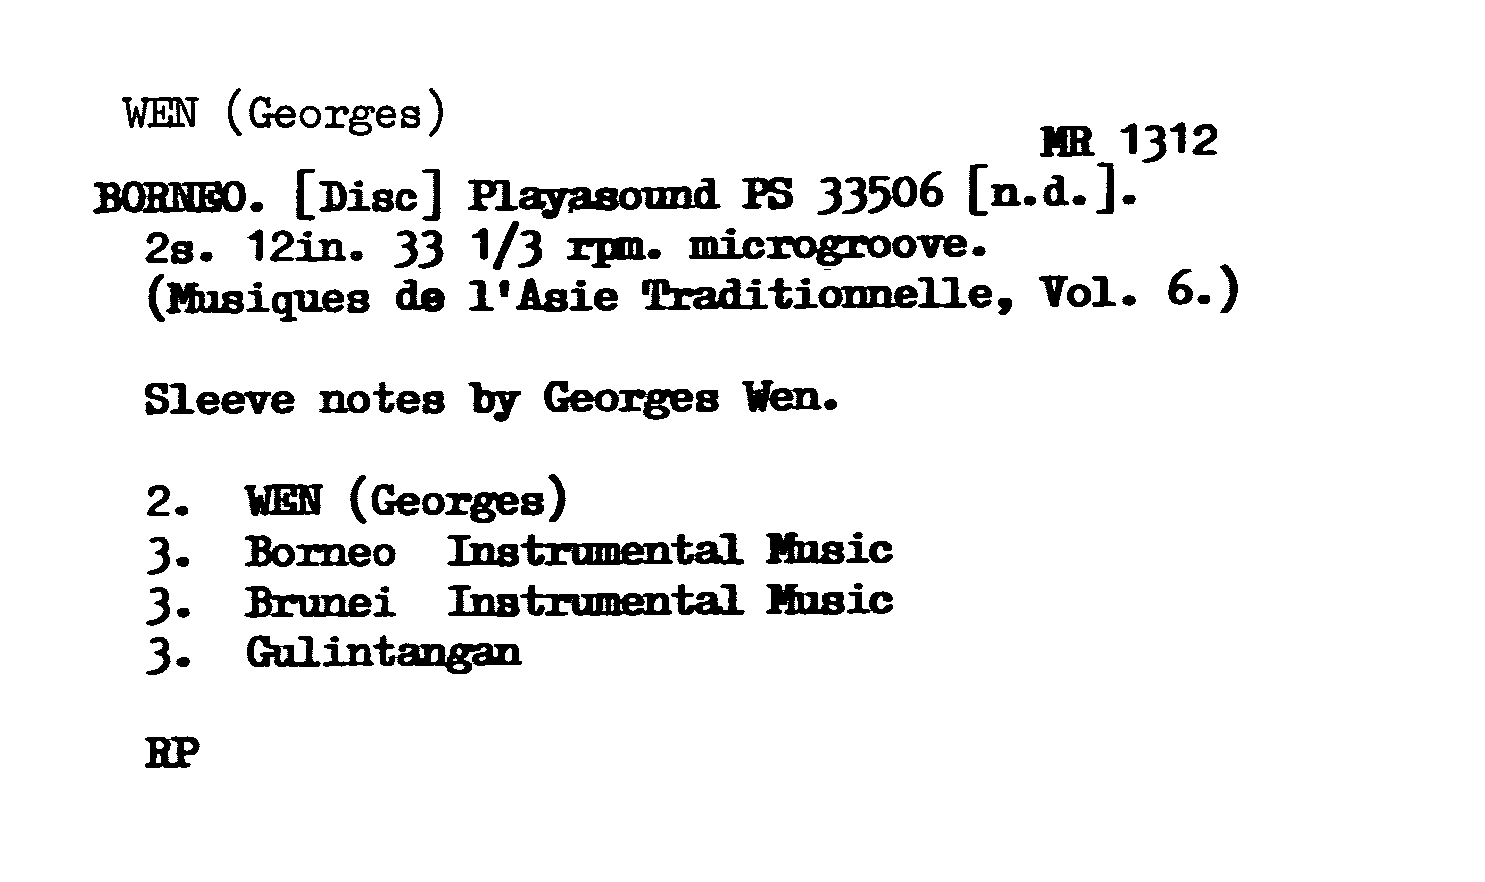 WEN (Georges)
MR 1312
BORNEO. [Disc] Playasound PS 33506 [n.d.].
2s. 12in. 33 1/3 rpm. microgroove.
(Musiques de l'Asie Traditionnelle, Vol. 6.)
Sleeve notes by Georges Wen.
2. WEN (Georges)
3. Borneo Instrumental Music
3. Brunei Instrumental Music
3. Gulintangan
RP